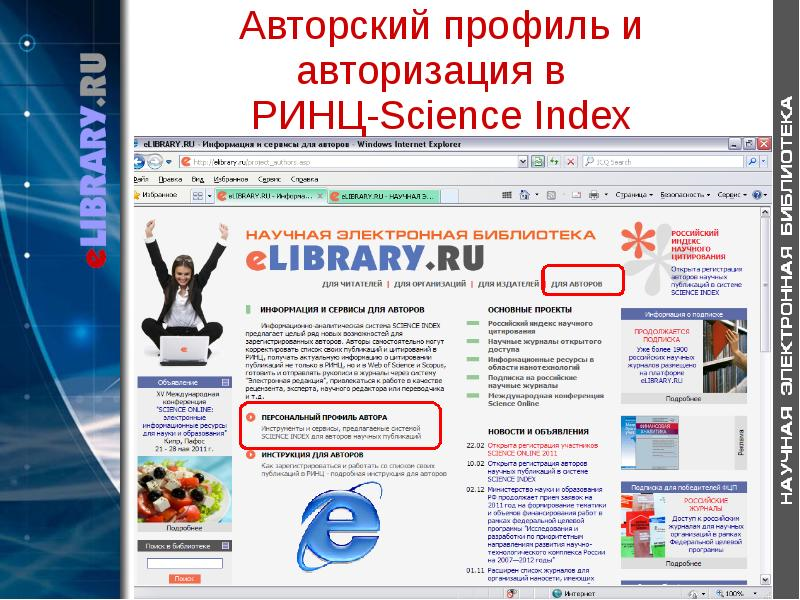 Авторский профиль и
авторизация в
РИНЦ-Science Index
eLIBRARY.RU
НАУЧНАЯ ЭЛЕКТРОННАЯ БИБЛИОТЕКА
eLIBRARY.RU - Информация и сервисы для авторов - Windows Internet Explorer
http://elibrary.ru/project_authors.asp
ICQ Search
Файл Правка Вид Избранное Сервис Справка
Избранное
eLIBRARY.RU - Информа...
eLIBRARY.RU - НАУЧНАЯ Э...
Страница
Безопасность
Сервис
НАУЧНАЯ ЭЛЕКТРОННАЯ БИБЛИОТЕКА
eLIBRARY.RU
ДЛЯ ЧИТАТЕЛЕЙ | ДЛЯ ОРГАНИЗАЦИЙ | ДЛЯ ИЗДАТЕЛЕЙ | ДЛЯ АВТОРОВ
РОССИЙСКИЙ
ИНДЕКС
НАУЧНОГО
ЦИТИРОВАНИЯ
Открыта регистрация
авторов научных
публикаций в системе
SCIENCE INDEX
Объявление
XV Международная
конференция
"SCIENCE ONLINE:
электронные
информационные ресурсы
для науки и образования"
Кипр, Пафос
21 - 28 мая 2011 г.
Подробнее
Поиск в библиотеке
Поиск
ИНФОРМАЦИЯ И СЕРВИСЫ ДЛЯ АВТОРОВ
Информационно-аналитическая система SCIENCE INDEX
предлагает целый ряд новых возможностей для
зарегистрированных авторов. Авторы самостоятельно могут
корректировать список своих публикаций и цитирований в
РИНЦ, получать актуальную информацию о цитировании
публикаций не только в РИНЦ, но и в Web of Science и Scopus,
готовить и отправлять рукописи в журналы через систему
"Электронная редакция", привлекаться к работе в качестве
рецензента, эксперта, научного редактора или переводчика
и т.д.
ПЕРСОНАЛЬНЫЙ ПРОФИЛЬ АВТОРА
Инструменты и сервисы, предлагаемые системой
SCIENCE INDEX для авторов научных публикаций
ИНСТРУКЦИЯ ДЛЯ АВТОРОВ
Как зарегистрироваться и работать со списком своих
публикаций в РИНЦ - подробная инструкция для авторов
ОСНОВНЫЕ ПРОЕКТЫ
Российский индекс научного
цитирования
Научные журналы открытого
доступа
Информационные ресурсы в
области нанотехнологий
Подписка на российские
научные журналы
Международная конференция
Science Online
НОВОСТИ И ОБЪЯВЛЕНИЯ
22.02 Открыта регистрация участников
SCIENCE ONLINE 2011
10.02 Открыта регистрация авторов
научных публикаций в системе
SCIENCE INDEX
02.12 Министерство науки и образования
РФ продолжает прием заявок на
2011 год на формирование тематики
и объемов финансирования работ в
рамках федеральной целевой
программы "Исследования и
разработки по приоритетным
направлениям развития научно-
технологического комплекса России
на 2007—2012 годы"
01.11 Расширен список журналов для
организаций наносети, имеющих
Информация о подписке
ПРОДОЛЖАЕТСЯ
ПОДПИСКА
Уже более 1900
российских научных
журналов размещено
на платформе
eLIBRARY.RU
Подробнее
ФИНАНСОВАЯ
АНАЛИТИКА
Реклама
Подписка для победителей ФЦП
РОССИЙСКИЕ
ЖУРНАЛЫ
Доступ к российским
журналам для научных
организаций в рамках
Федеральной целевой
программы
Подробнее
Интернет
100%